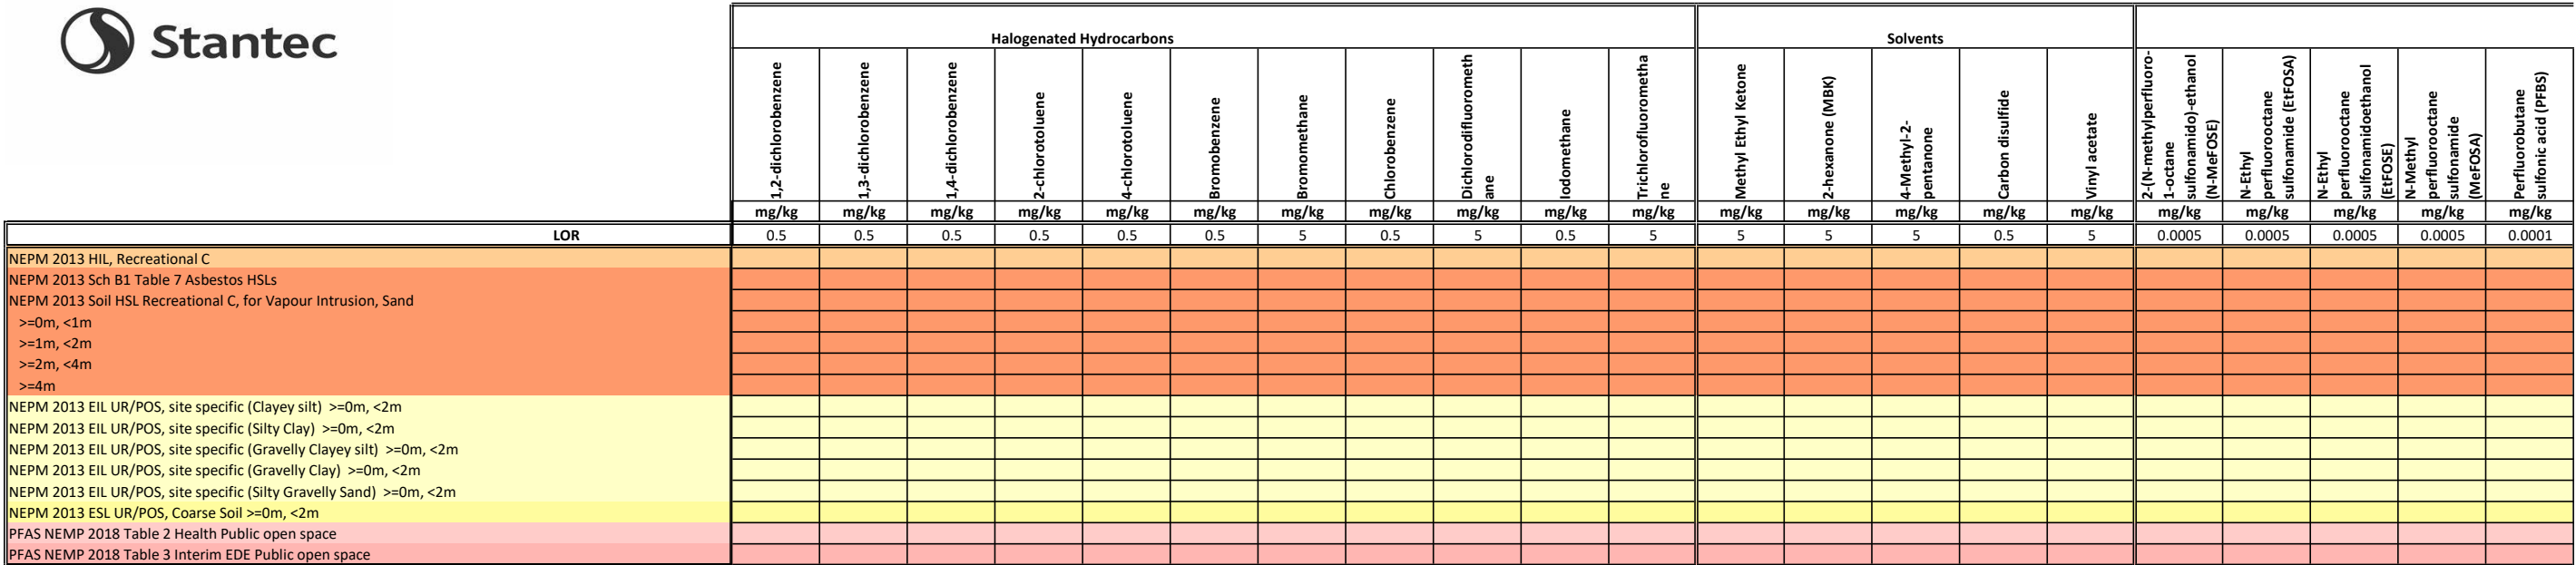 Stantec
Halogenated Hydrocarbons
Solvents
1,2-dichlorobenzene
1,3-dichlorobenzene
1,4-dichlorobenzene
2-chlorotoluene
4-chlorotoluene
Bromobenzene
Bromomethane
Chlorobenzene
Dichlorodifluorometh
ane
Iodomethane
Trichlorofluorometha
ne
Methyl Ethyl Ketone
2-hexanone (MBK)
4-Methyl-2-
pentanone
Carbon disulfide
Vinyl acetate
2-(N-methylperfluoro-
1-octane
sulfonamido)-ethanol
(N-MeFOSE)
N-Ethyl
perfluorooctane
sulfonamide (EtFOSA)
N-Ethyl
perfluorooctane
sulfonamidoethanol
(EtFOSE)
N-Methyl
perfluorooctane
sulfonamide
(MeFOSA)
Perfluorobutane
sulfonic acid (PFBS)
mg/kg mg/kg mg/kg mg/kg mg/kg mg/kg mg/kg mg/kg mg/kg mg/kg mg/kg mg/kg mg/kg mg/kg mg/kg mg/kg mg/kg mg/kg mg/kg mg/kg mg/kg
LOR 0.5 0.5 0.5 0.5 0.5 0.5 5 0.5 5 0.5 5 5 5 5 0.5 5 0.0005 0.0005 0.0005 0.0005 0.0001
NEPM 2013 HIL, Recreational C
NEPM 2013 Sch B1 Table 7 Asbestos HSLs
NEPM 2013 Soil HSL Recreational C, for Vapour Intrusion, Sand
>=0m, <1m
>=1m, <2m
>=2m, <4m
>=4m
NEPM 2013 EIL UR/POS, site specific (Clayey silt) >=0m, <2m
NEPM 2013 EIL UR/POS, site specific (Silty Clay) >=0m, <2m
NEPM 2013 EIL UR/POS, site specific (Gravelly Clayey silt) >=0m, <2m
NEPM 2013 EIL UR/POS, site specific (Gravelly Clay) >=0m, <2m
NEPM 2013 EIL UR/POS, site specific (Silty Gravelly Sand) >=0m, <2m
NEPM 2013 ESL UR/POS, Coarse Soil >=0m, <2m
PFAS NEMP 2018 Table 2 Health Public open space
PFAS NEMP 2018 Table 3 Interim EDE Public open space